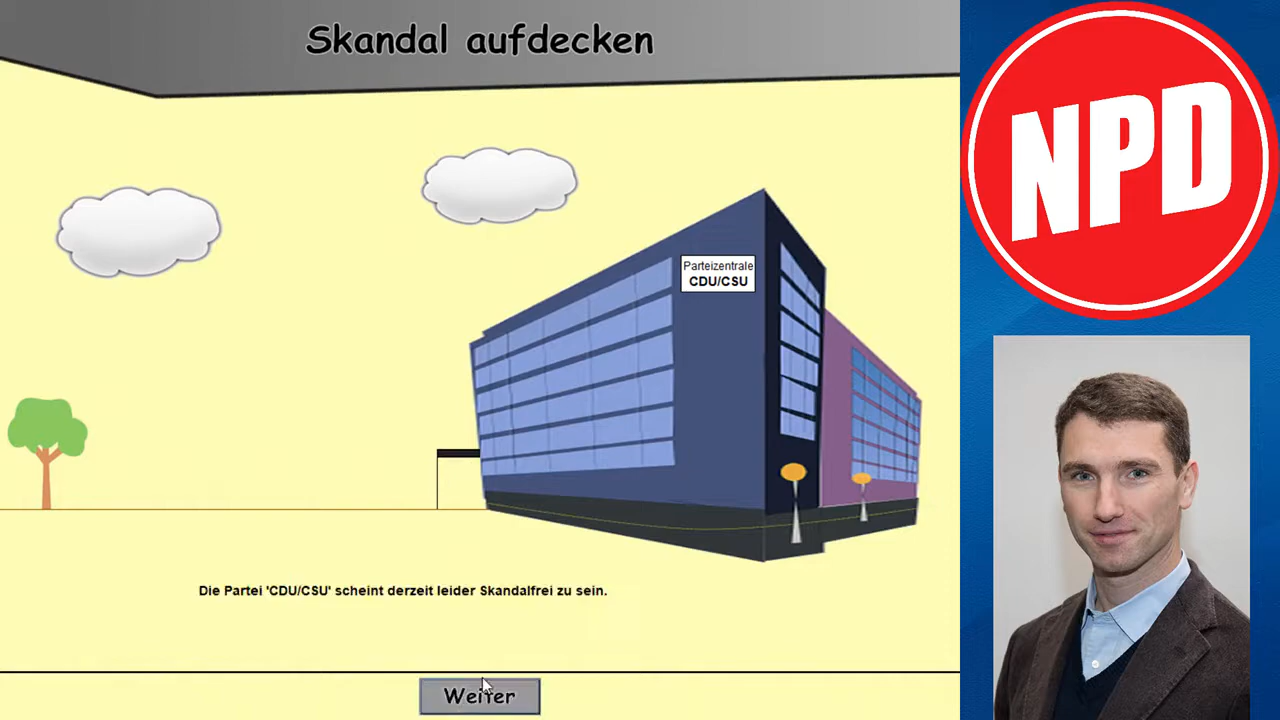 Skandal aufdecken
NPD
Parteizentrale
CDU/CSU
Die Partei 'CDU/CSU' scheint derzeit leider Skandalfrei zu sein.
Weiter